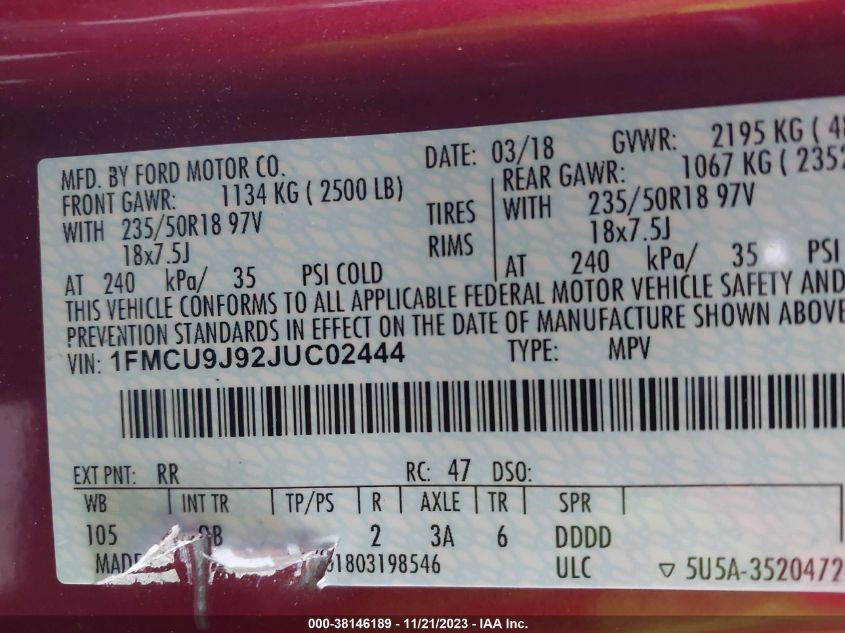 MFD. BY FORD MOTOR CO. DATE: 03/18 GVWR: 2195 KG ( 48
FRONT GAWR: 1134 KG ( 2500 LB) REAR GAWR: 1067 KG ( 2352
WITH 235/50R18 97V TIRES WITH 235/50R18 97V
18x7.5J RIMS 18x7.5J
AT 240 kPa/ 35 PSI COLD AT 240 kPa/ 35 PSI
THIS VEHICLE CONFORMS TO ALL APPLICABLE FEDERAL MOTOR VEHICLE SAFETY AND
PREVENTION STANDARDS IN EFFECT ON THE DATE OF MANUFACTURE SHOWN ABOVE
VIN: 1FMCU9J92JUC02444 TYPE: MPV
EXT PNT: RR RC: 47 DSO:
WB INT TR TP/PS R AXLE TR SPR
105 B 2 3A 6 DDDD
MADE 1803198546 ULC ▽ 5U5A-3520472
000-38146189 - 11/21/2023 - IAA Inc.